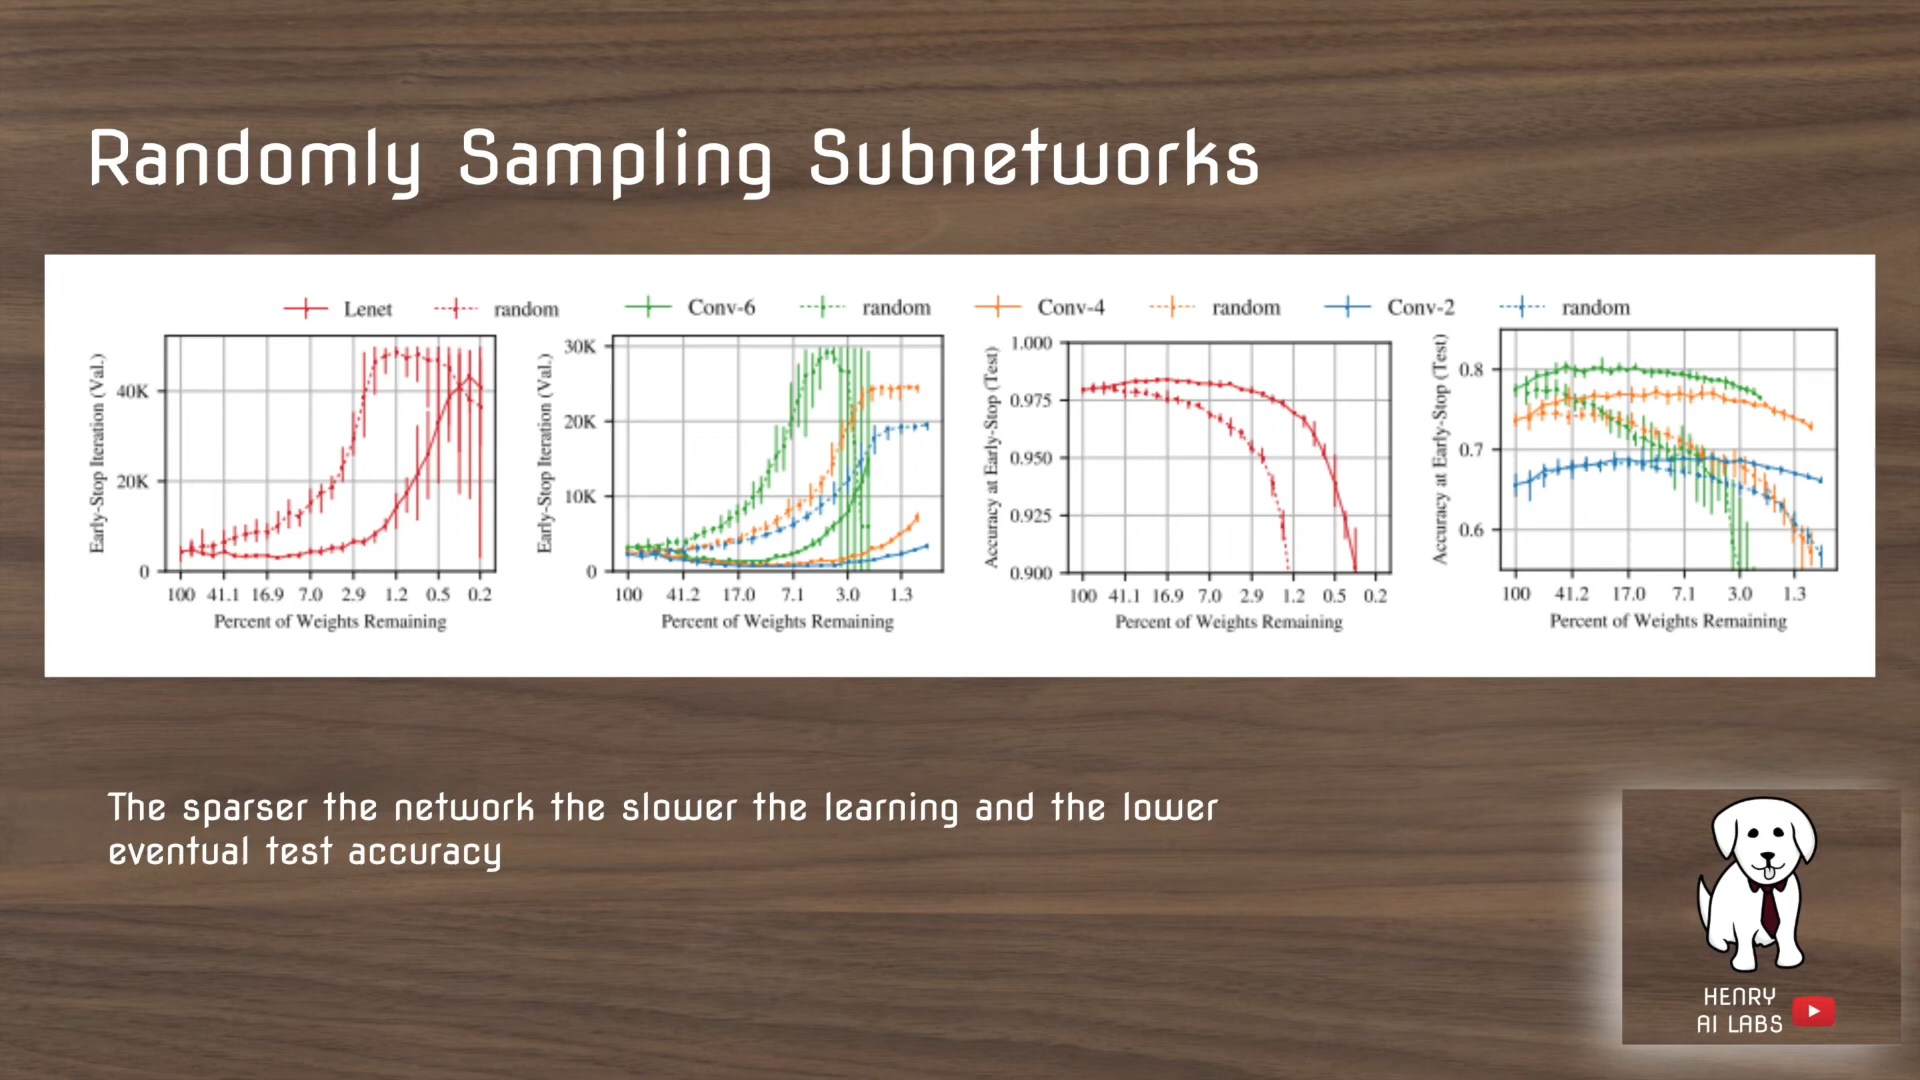 Randomly Sampling Subnetworks
Lenet random Conv-6 random Conv-4 random Conv-2 random
Early-Stop Iteration (Val.)
40K
20K
0
100 41.1 16.9 7.0 2.9 1.2 0.5 0.2
Percent of Weights Remaining
Early-Stop Iteration (Val.)
30K
20K
10K
0
100 41.2 17.0 7.1 3.0 1.3
Percent of Weights Remaining
Accuracy at Early-Stop (Test)
1.000
0.975
0.950
0.925
0.900
100 41.1 16.9 7.0 2.9 1.2 0.5 0.2
Percent of Weights Remaining
Accuracy at Early-Stop (Test)
0.8
0.7
0.6
100 41.2 17.0 7.1 3.0 1.3
Percent of Weights Remaining
The sparser the network the slower the learning and the lower
eventual test accuracy
HENRY
AI LABS